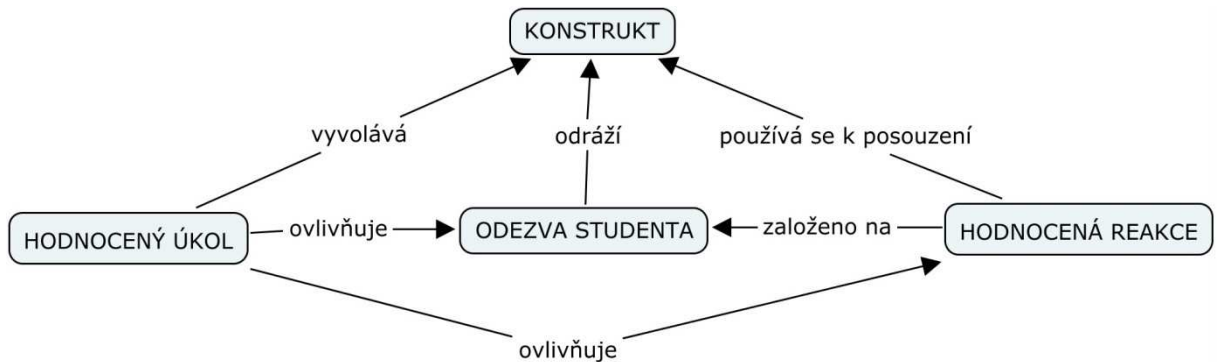 KONSTRUKT
vyvolává
odráží
používá se k posouzení
HODNOCENÝ ÚKOL
ovlivňuje
ODEZVA STUDENTA
založeno na
HODNOCENÁ REAKCE
ovlivňuje